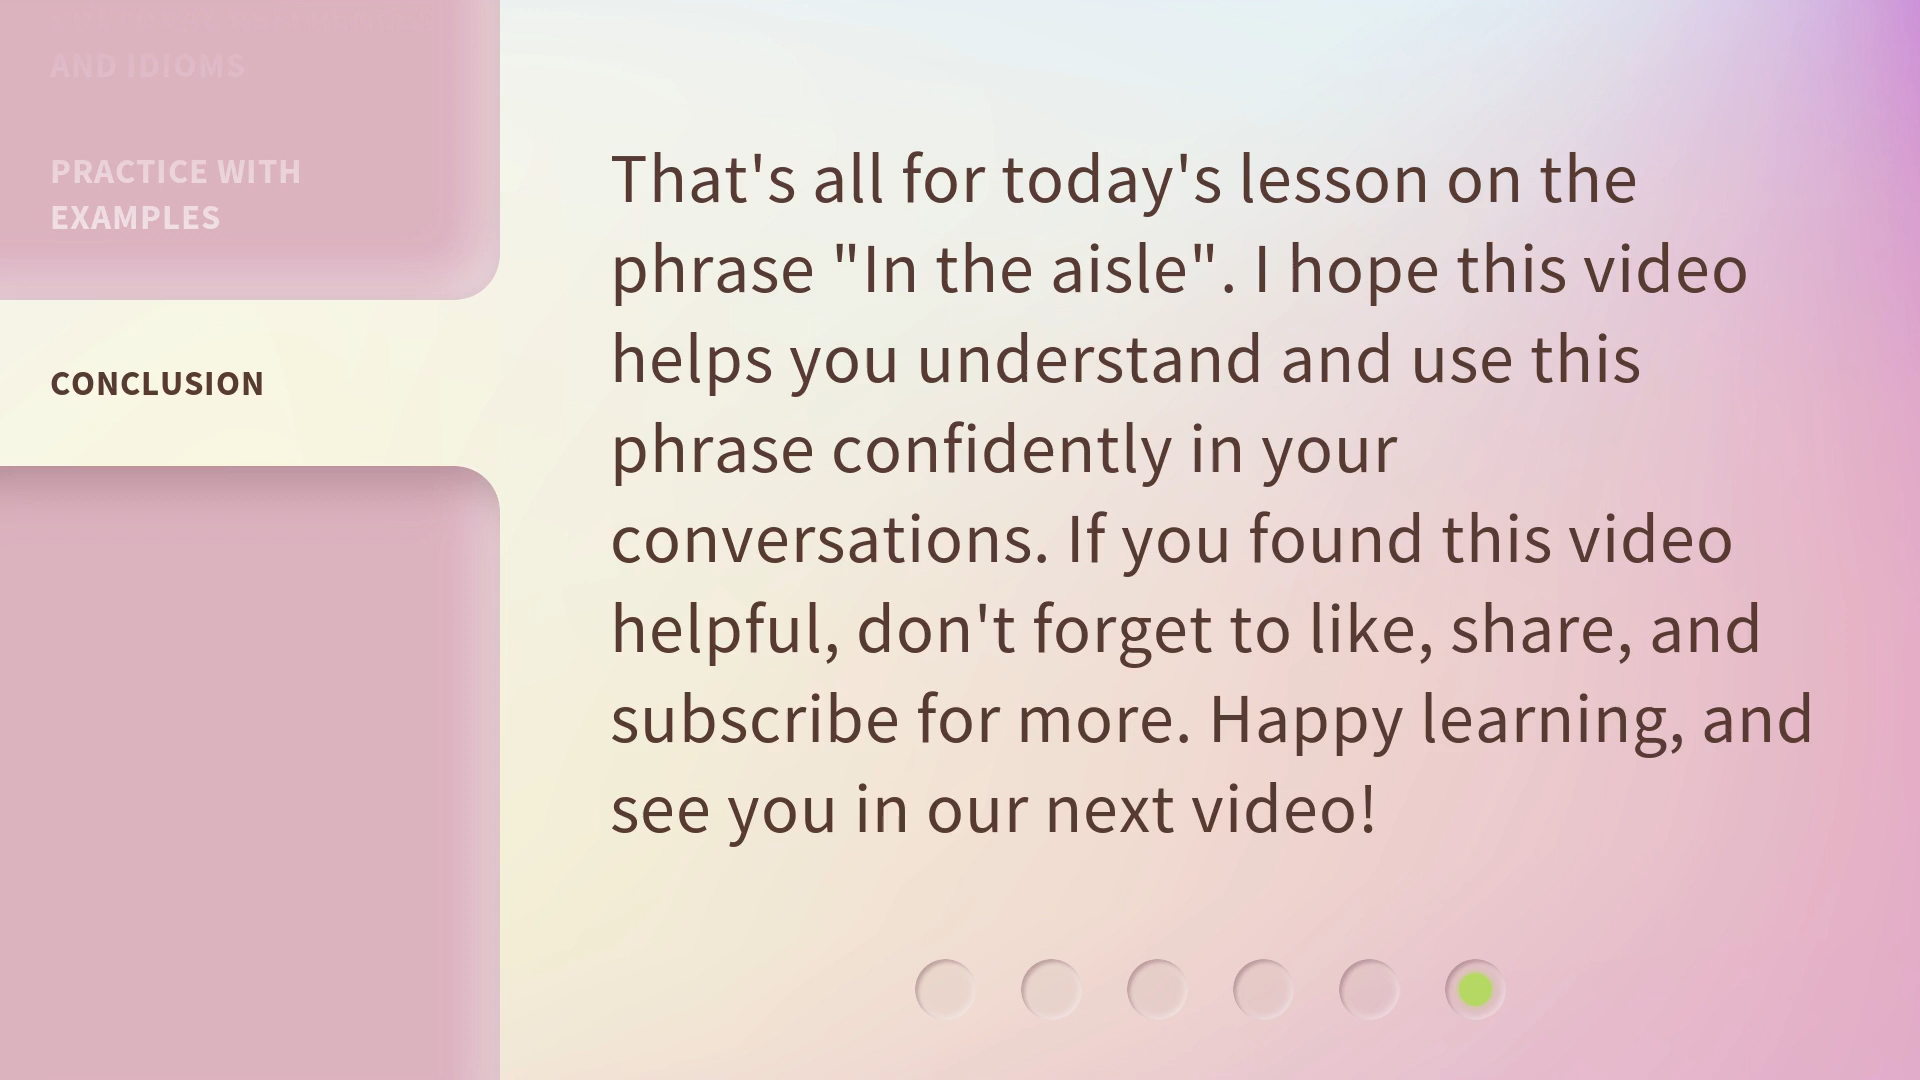 AND IDIOMS
PRACTICE WITH
EXAMPLES
CONCLUSION
That's all for today's lesson on the
phrase "In the aisle". I hope this video
helps you understand and use this
phrase confidently in your
conversations. If you found this video
helpful, don't forget to like, share, and
subscribe for more. Happy learning, and
see you in our next video!